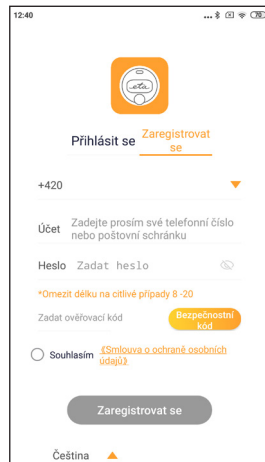 12:40 ... 70
eta
Přihlásit se Zaregistrovat
se
+420
Účet Zadejte prosím své telefonní číslo
nebo poštovní schránku
Heslo Zadat heslo
*Omezit délku na citlivé případy 8 -20
Zadat ověřovací kód Bezpečnostní
kód
Souhlasím 《Smlouva o ochraně osobních
údajů》
Zaregistrovat se
Čeština